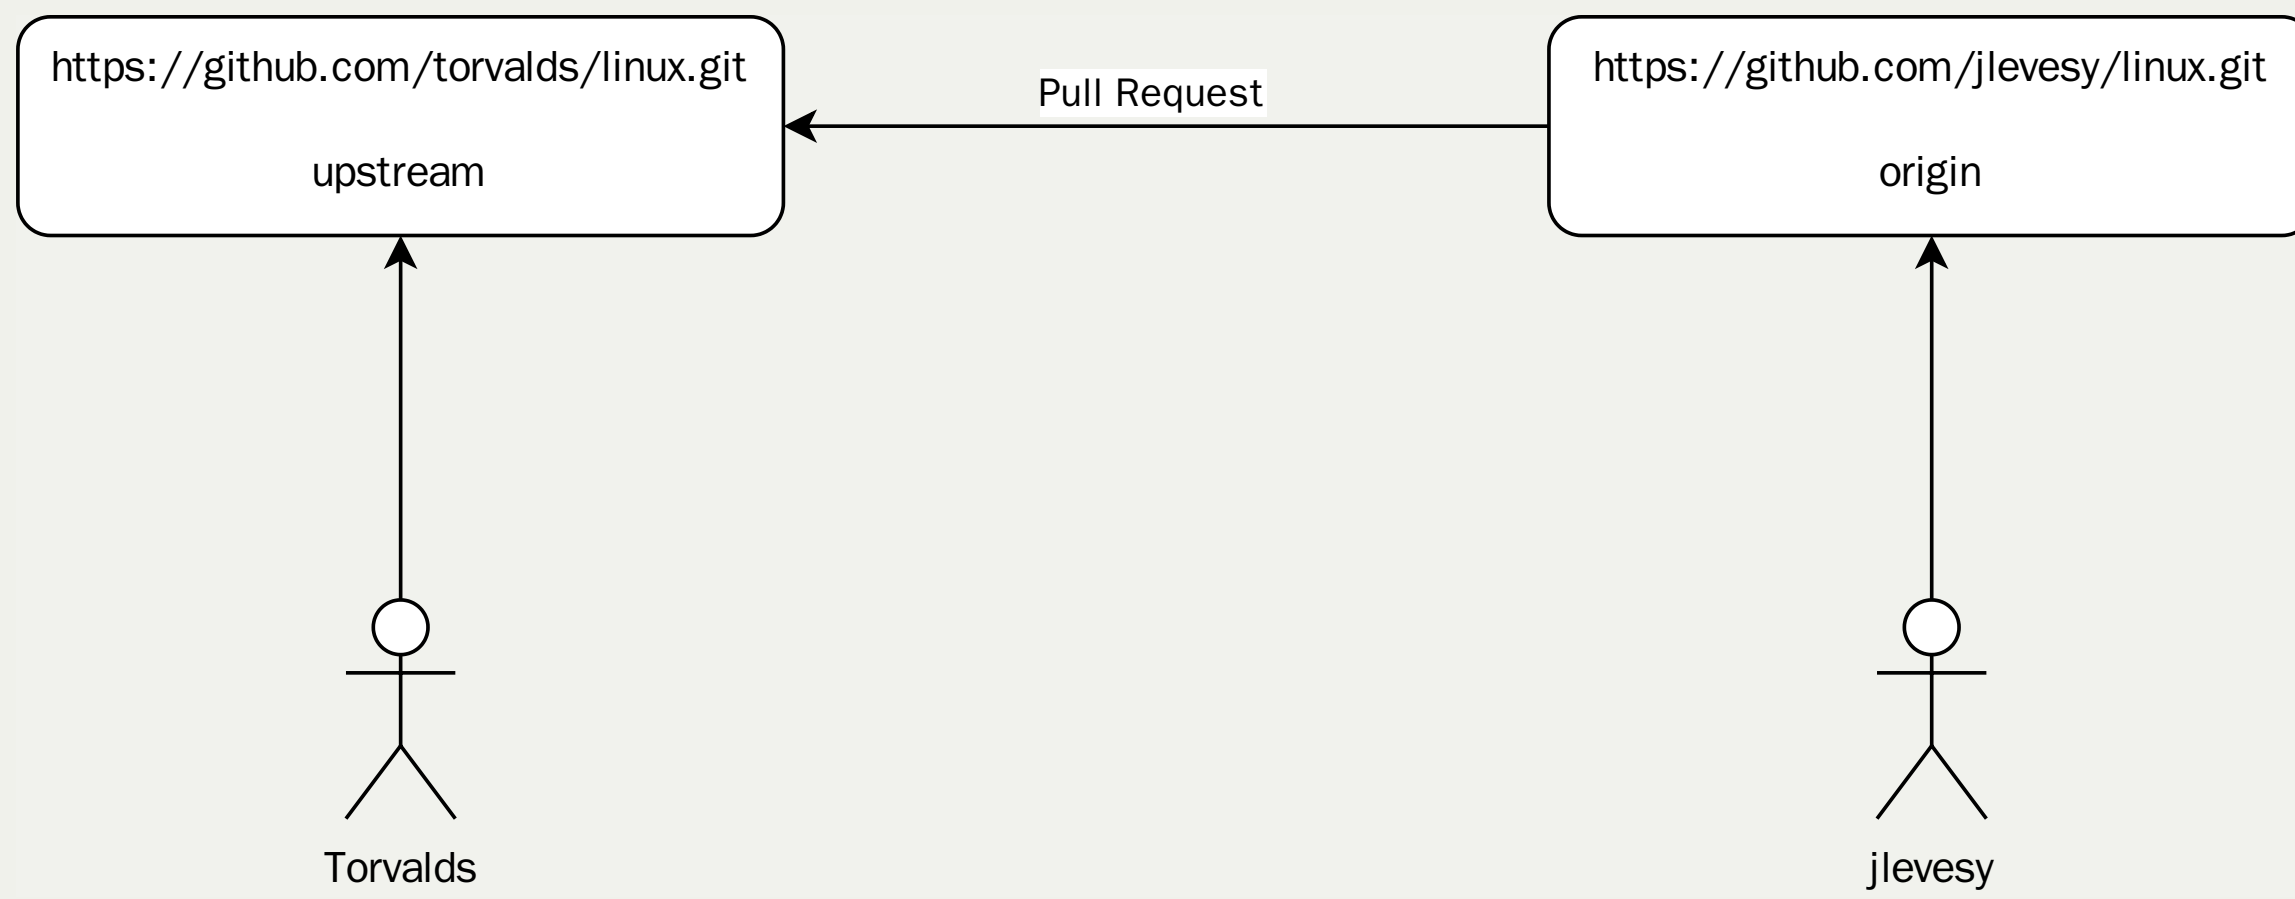 https://github.com/torvalds/linux.git
upstream
Pull Request
https://github.com/jlevesy/linux.git
origin
Torvalds
jlevesy